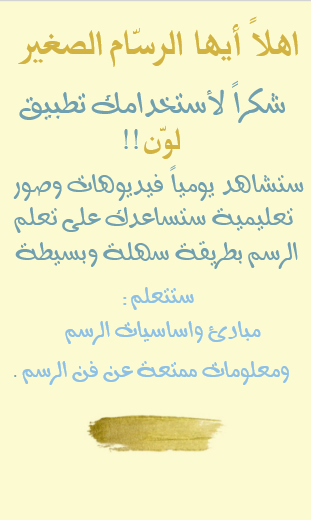 اهلاً أيها الرسّام الصغير
شكراً لأستخدامك تطبيق
لوّن !!
ستشاهد يومياً فيديوهات وصور
تعليمية ستساعدك على تعلم
الرسم بطريقة سهلة وبسيطة
ستتعلم :
مبادئ واساسيات الرسم
ومعلومات ممتعة عن فن الرسم .